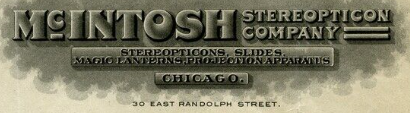 McINTOSH STEREOPTICON COMPANY
STEREOPTICONS, SLIDES,
MAGIC LANTERNS, PROJECTION APPARATUS,
CHICAGO.
30 EAST RANDOLPH STREET.